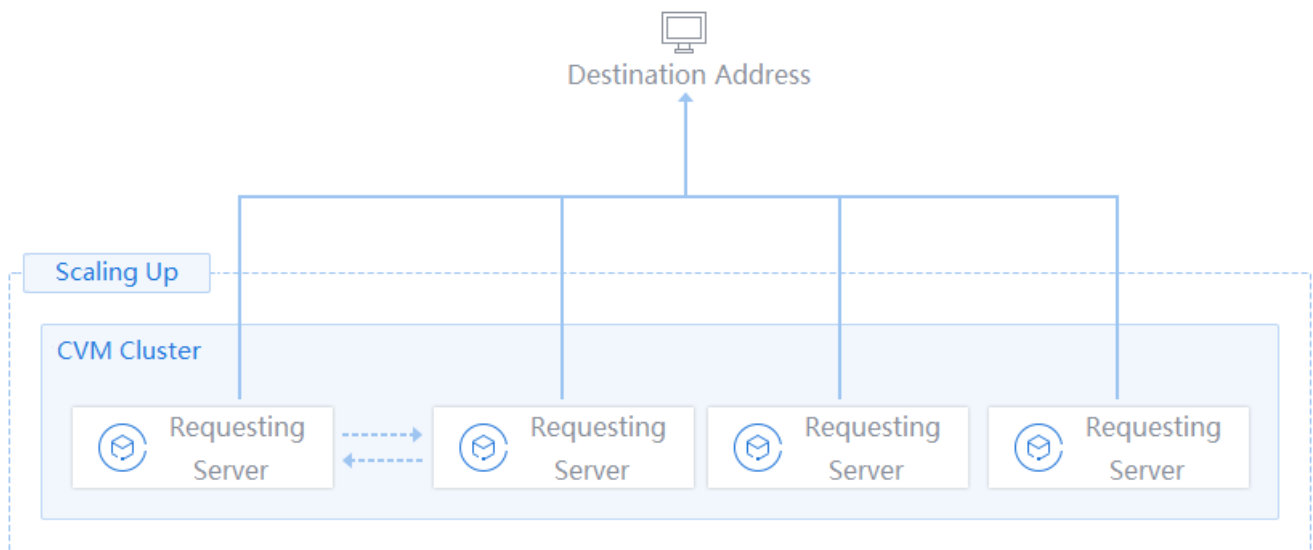 Destination Address
Scaling Up
CVM Cluster
Requesting
Server
Requesting
Server
Requesting
Server
Requesting
Server